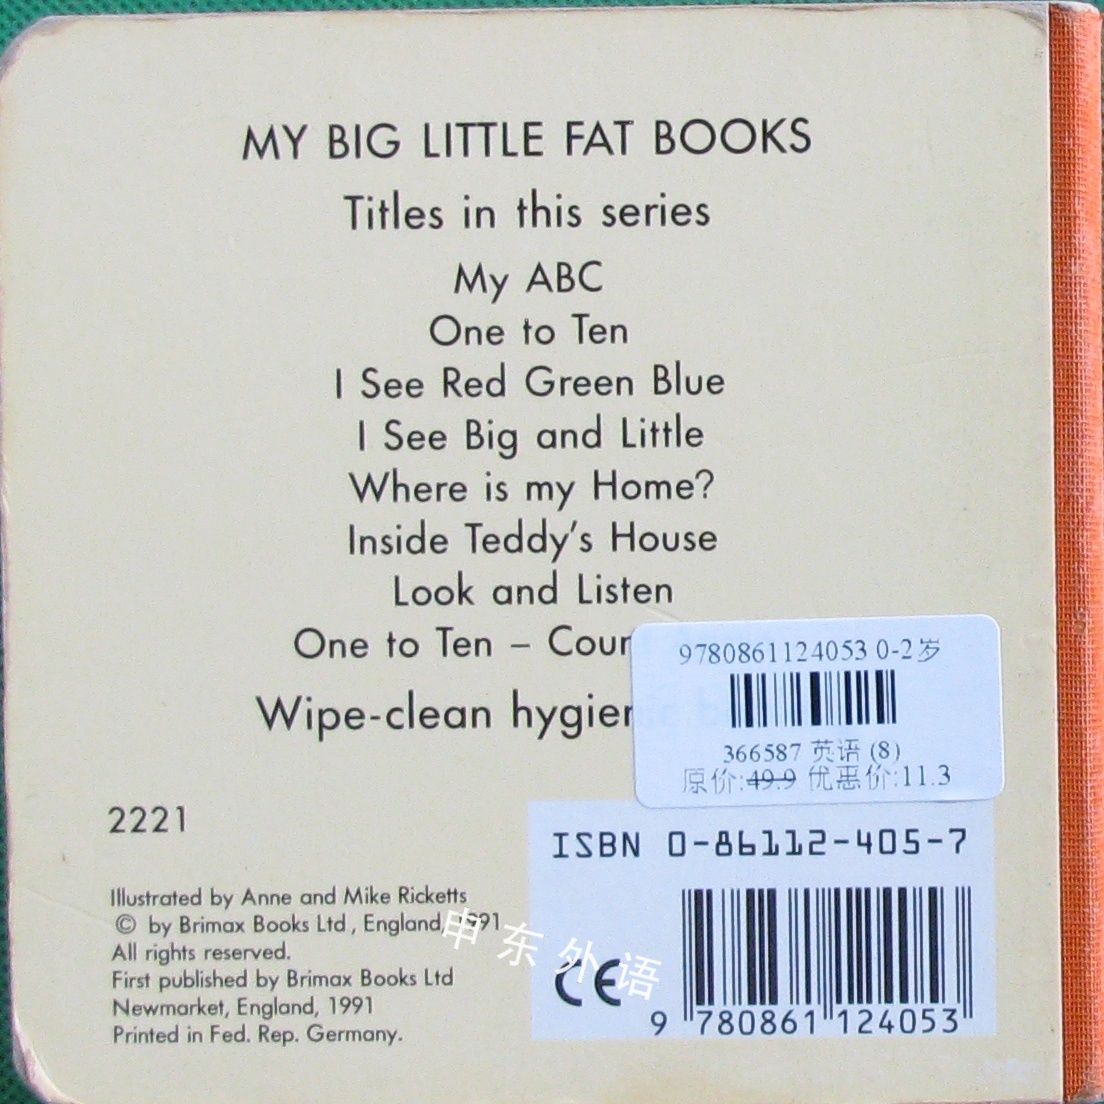 MY BIG LITTLE FAT BOOKS
Titles in this series
My ABC
One to Ten
I See Red Green Blue
I See Big and Little
Where is my Home?
Inside Teddy's House
Look and Listen
One to Ten –
Wipe-clean
9780861124053 0-2岁
366587 英语 (8)
原价:49.9 优惠价:11.3
2221
ISBN 0-86112-405-7
Illustrated by Anne and Mike Ricketts
© by Brimax Books Ltd, England, 1991
All rights reserved.
First published by Brimax Books Ltd
Newmarket, England, 1991
Printed in Fed. Rep. Germany.
申东外语
CE
9 780861 124053